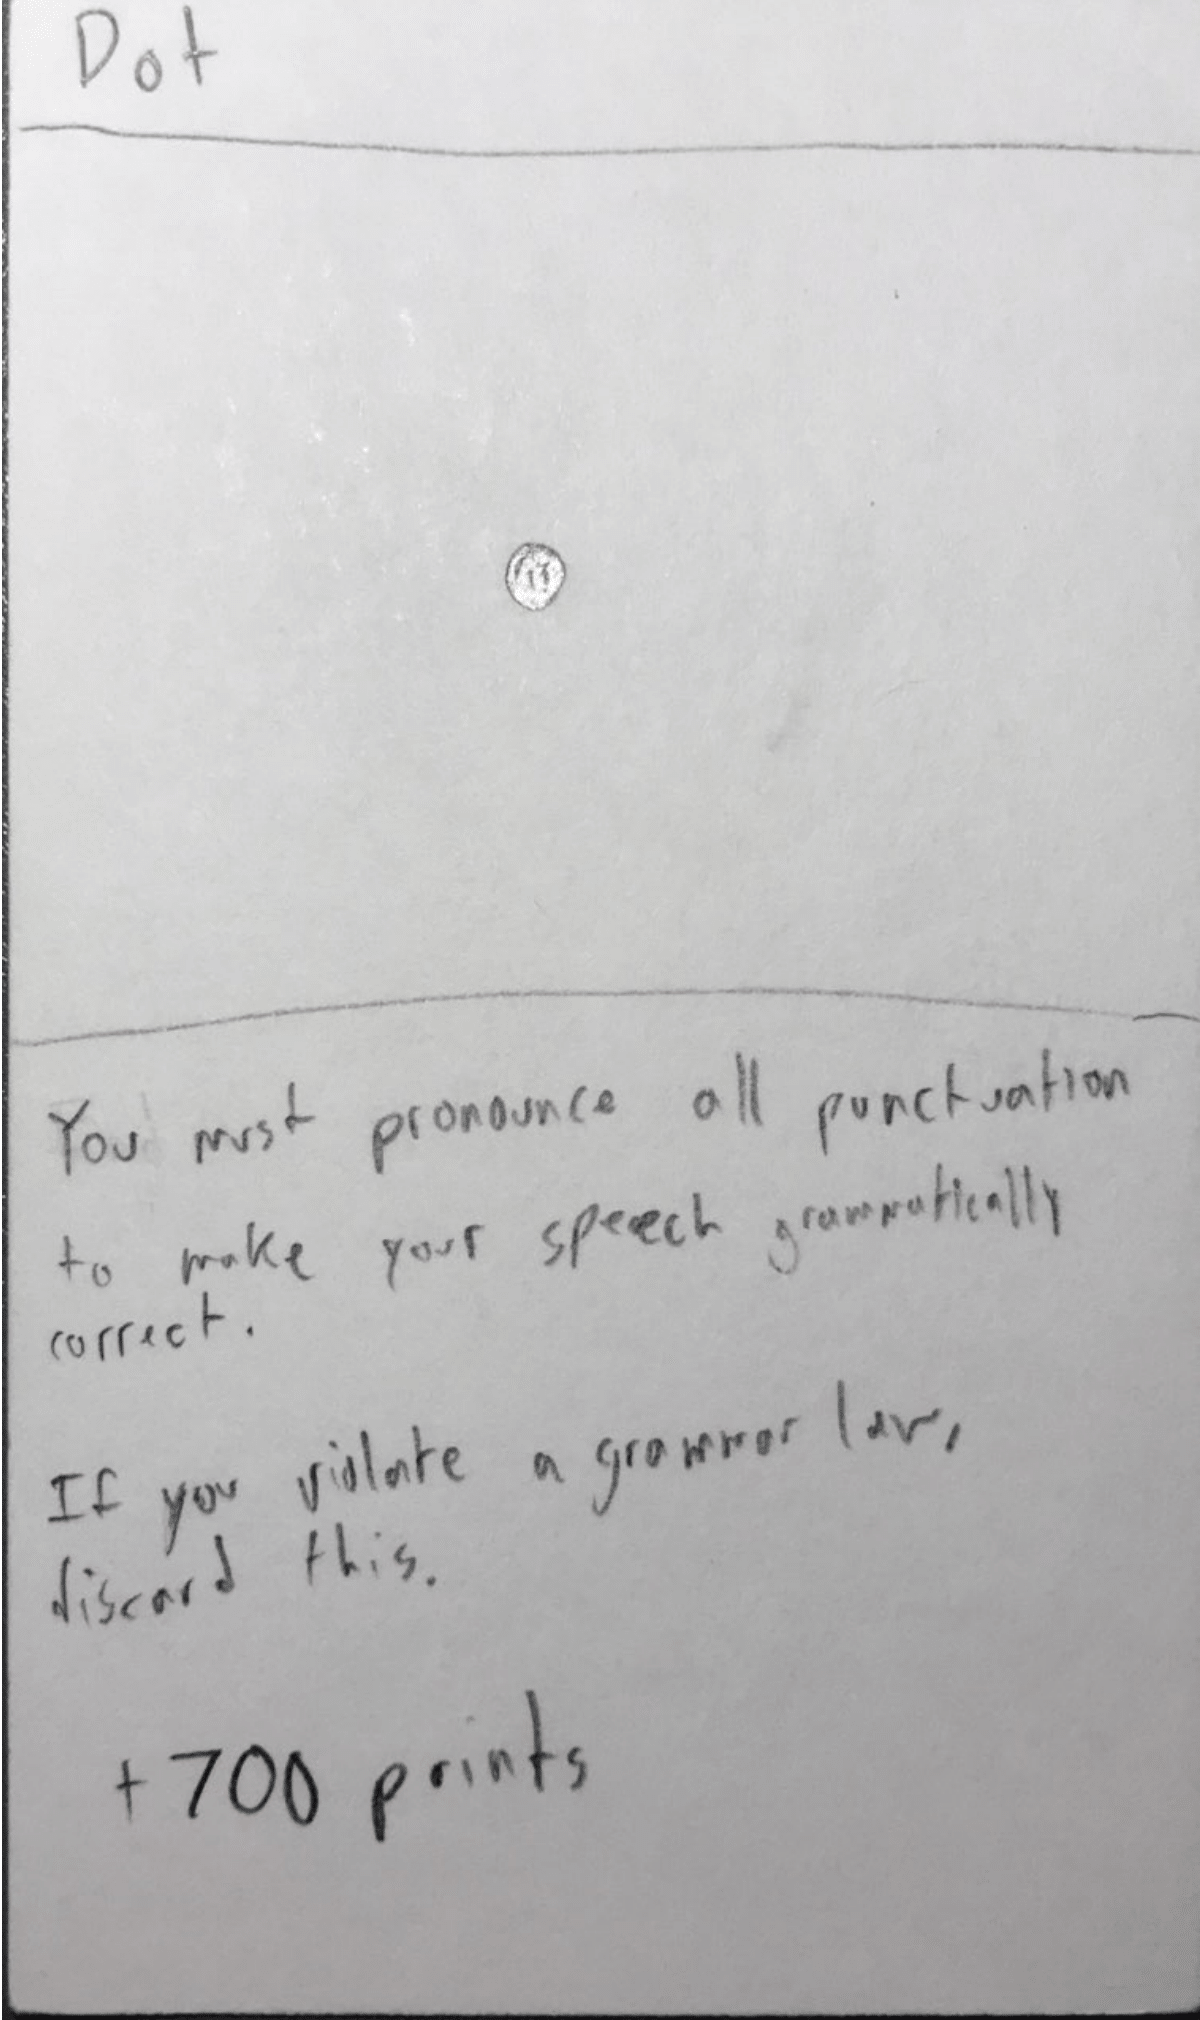 Dot
You must pronounce all punctuation
to make your speech grammatically
correct.
If you violate a grammar law,
discard this.
+700 points